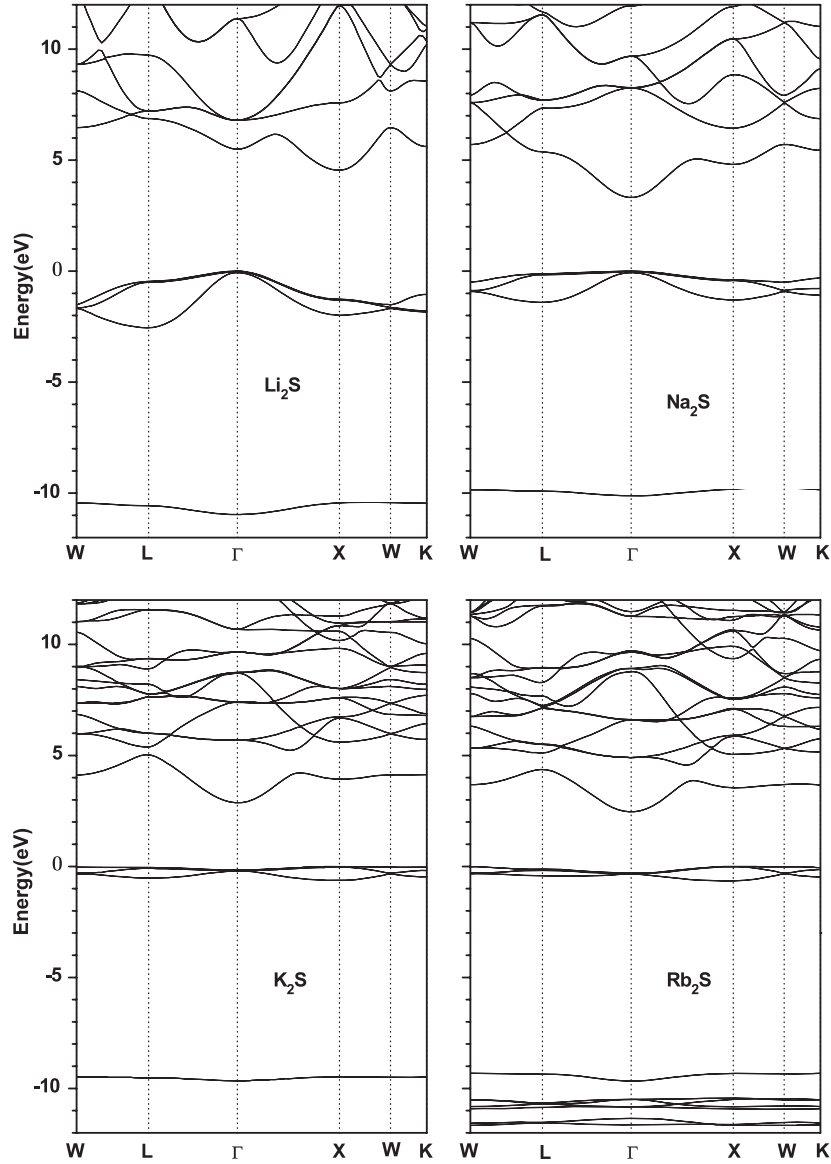 10
5
0
-5
-10
Energy(eV)
Li2S
Na2S
W L Γ X W K
W L Γ X W K
10
5
0
-5
-10
Energy(eV)
K2S
Rb2S
W L Γ X W K
W L Γ X W K